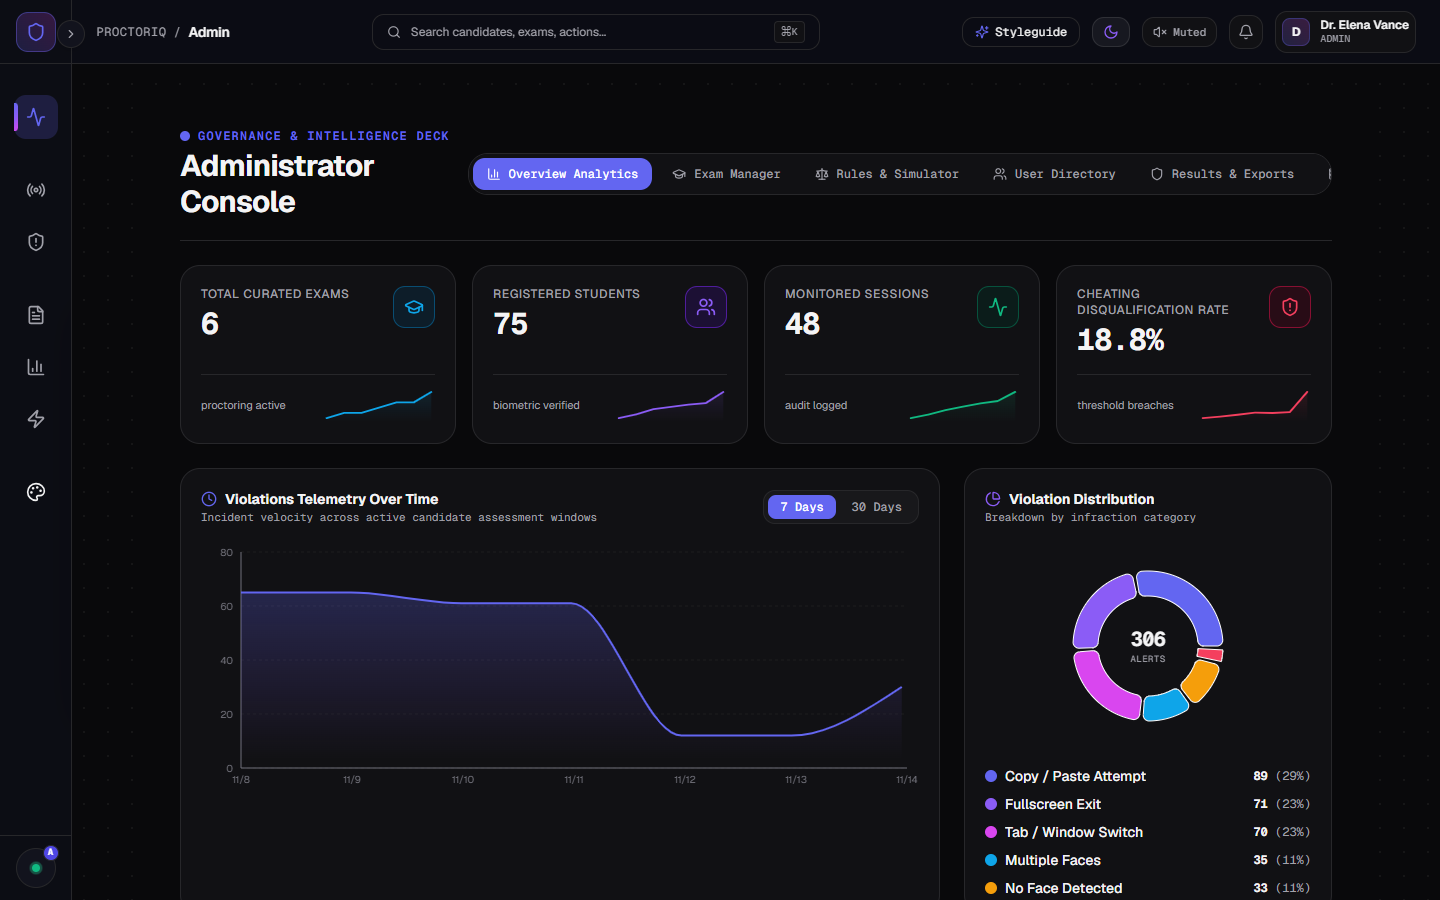 PROCTORIQ / Admin
Search candidates, exams, actions...
⌘K
Styleguide
Muted
D
Dr. Elena Vance
ADMIN
GOVERNANCE & INTELLIGENCE DECK
Administrator
Console
Overview Analytics
Exam Manager
Rules & Simulator
User Directory
Results & Exports
TOTAL CURATED EXAMS
6
proctoring active
REGISTERED STUDENTS
75
biometric verified
MONITORED SESSIONS
48
audit logged
CHEATING
DISQUALIFICATION RATE
18.8%
threshold breaches
Violations Telemetry Over Time
Incident velocity across active candidate assessment windows
7 Days
30 Days
80
60
40
20
0
11/8
11/9
11/10
11/11
11/12
11/13
11/14
Violation Distribution
Breakdown by infraction category
306
ALERTS
Copy / Paste Attempt 89 (29%)
Fullscreen Exit 71 (23%)
Tab / Window Switch 70 (23%)
Multiple Faces 35 (11%)
No Face Detected 33 (11%)
A